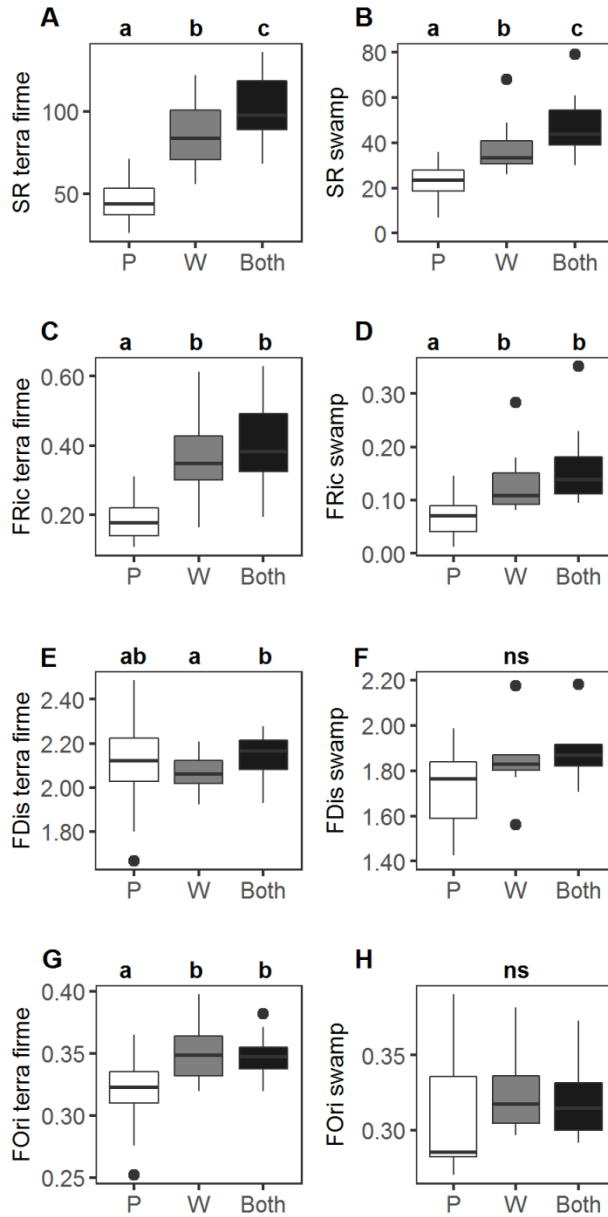 A
a b c
SR terra firme
100
50
P W Both
B
a b c
SR swamp
80
60
40
20
0
P W Both
C
a b b
FRic terra firme
0.60
0.40
0.20
P W Both
D
a b b
FRic swamp
0.30
0.20
0.10
0.00
P W Both
E
ab a b
FDis terra firme
2.40
2.20
2.00
1.80
P W Both
F
ns
FDis swamp
2.20
2.00
1.80
1.60
1.40
P W Both
G
a b b
FOri terra firme
0.40
0.35
0.30
0.25
P W Both
H
ns
FOri swamp
0.35
0.30
P W Both